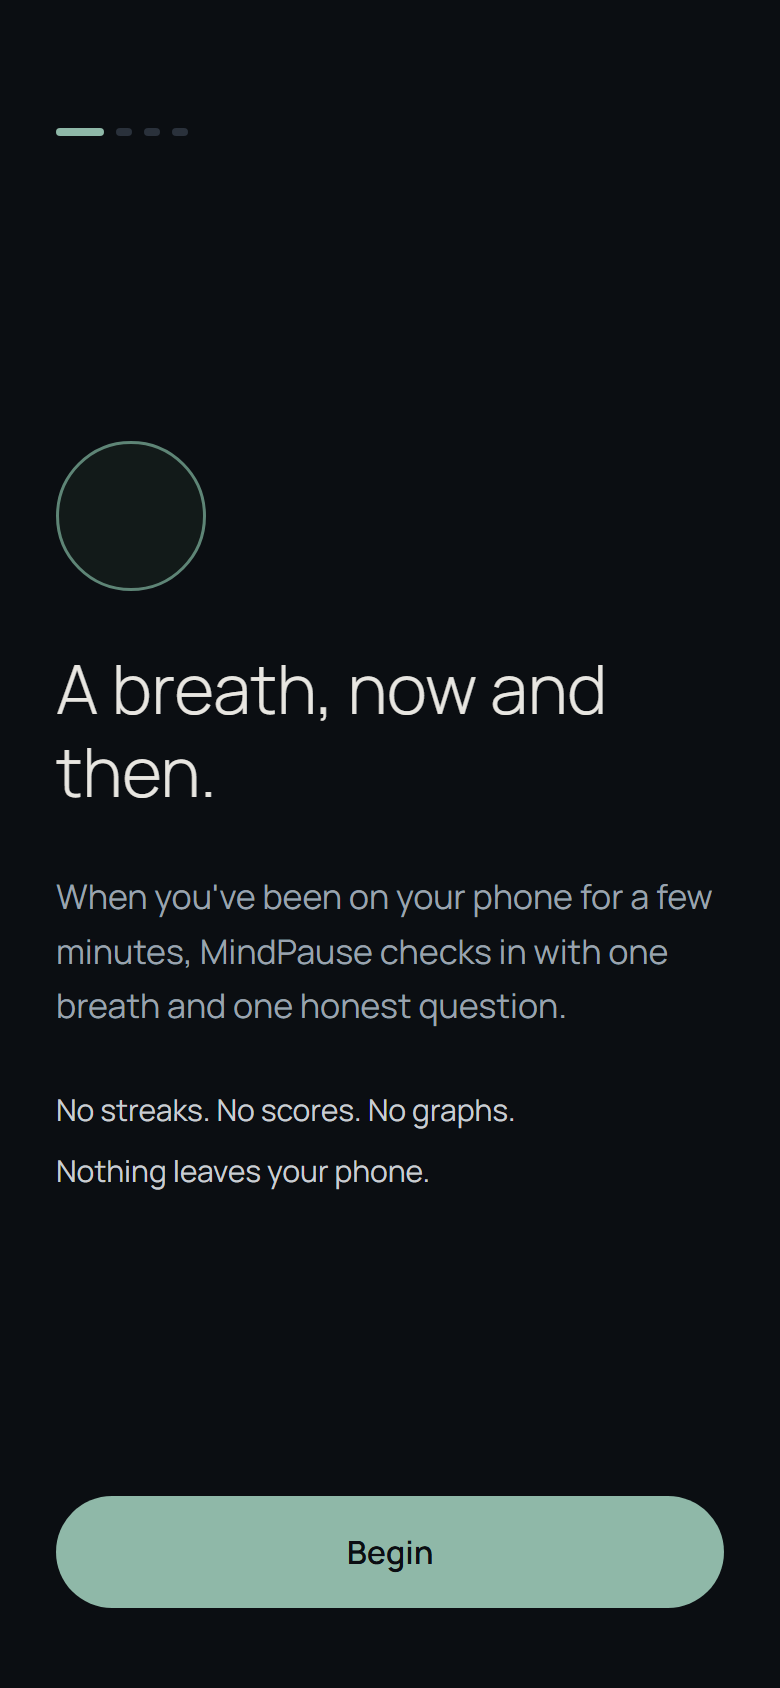 A breath, now and
then.
When you've been on your phone for a few
minutes, MindPause checks in with one
breath and one honest question.
No streaks. No scores. No graphs.
Nothing leaves your phone.
Begin